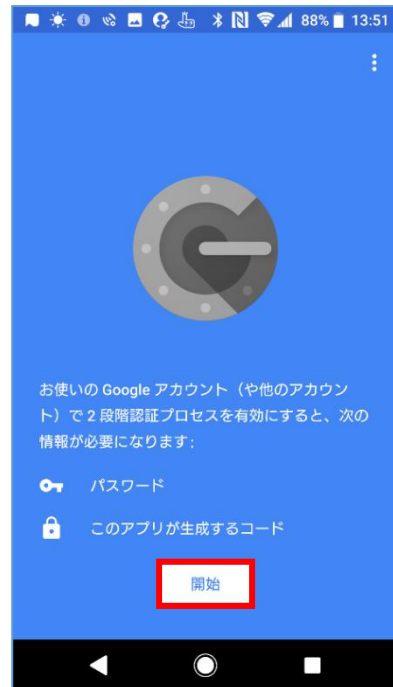 88% 13:51
お使いの Google アカウント（や他のアカウン
ト）で 2 段階認証プロセスを有効にすると、次の
情報が必要になります:
パスワード
このアプリが生成するコード
開始